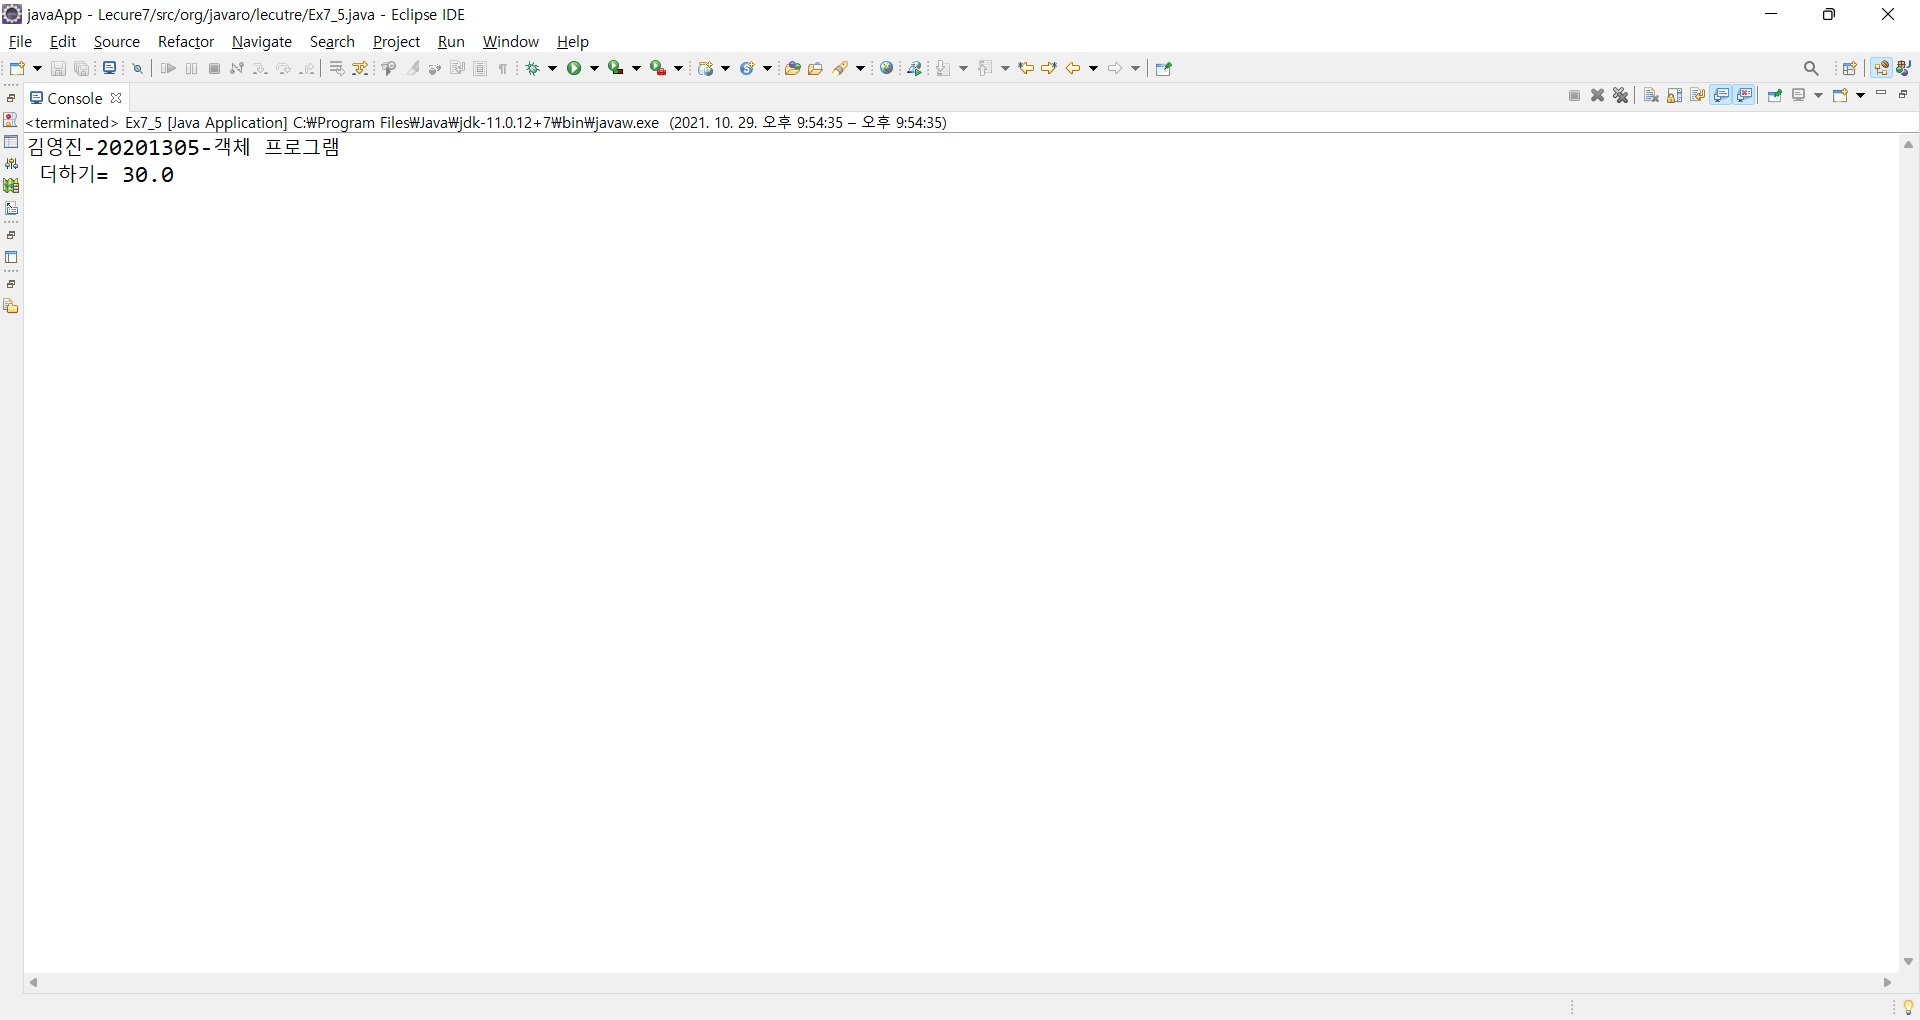 javaApp - Lecure7/src/org/javaro/lecutre/Ex7_5.java - Eclipse IDE
File Edit Source Refactor Navigate Search Project Run Window Help
Console
<terminated> Ex7_5 [Java Application] C:₩Program Files₩Java₩jdk-11.0.12+7₩bin₩javaw.exe (2021. 10. 29. 오후 9:54:35 – 오후 9:54:35)
김영진-20201305-객체 프로그램
더하기= 30.0